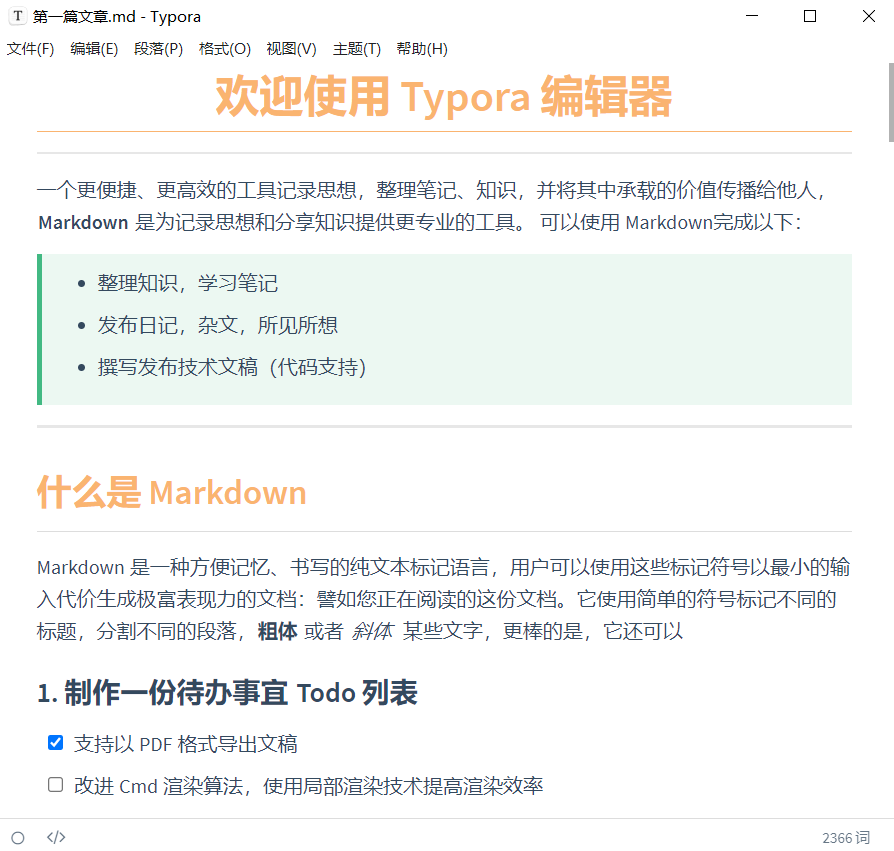 T 第一篇文章.md - Typora
文件(F) 编辑(E) 段落(P) 格式(O) 视图(V) 主题(T) 帮助(H)
欢迎使用 Typora 编辑器
一个更便捷、更高效的工具记录思想，整理笔记、知识，并将其中承载的价值传播给他人，
Markdown 是为记录思想和分享知识提供更专业的工具。 可以使用 Markdown完成以下：
• 整理知识，学习笔记
• 发布日记，杂文，所见所想
• 撰写发布技术文稿（代码支持）
什么是 Markdown
Markdown 是一种方便记忆、书写的纯文本标记语言，用户可以使用这些标记符号以最小的输
入代价生成极富表现力的文档：譬如您正在阅读的这份文档。它使用简单的符号标记不同的
标题，分割不同的段落，粗体 或者 斜体 某些文字，更棒的是，它还可以
1. 制作一份待办事宜 Todo 列表
支持以 PDF 格式导出文稿
改进 Cmd 渲染算法，使用局部渲染技术提高渲染效率
</> 2366 词